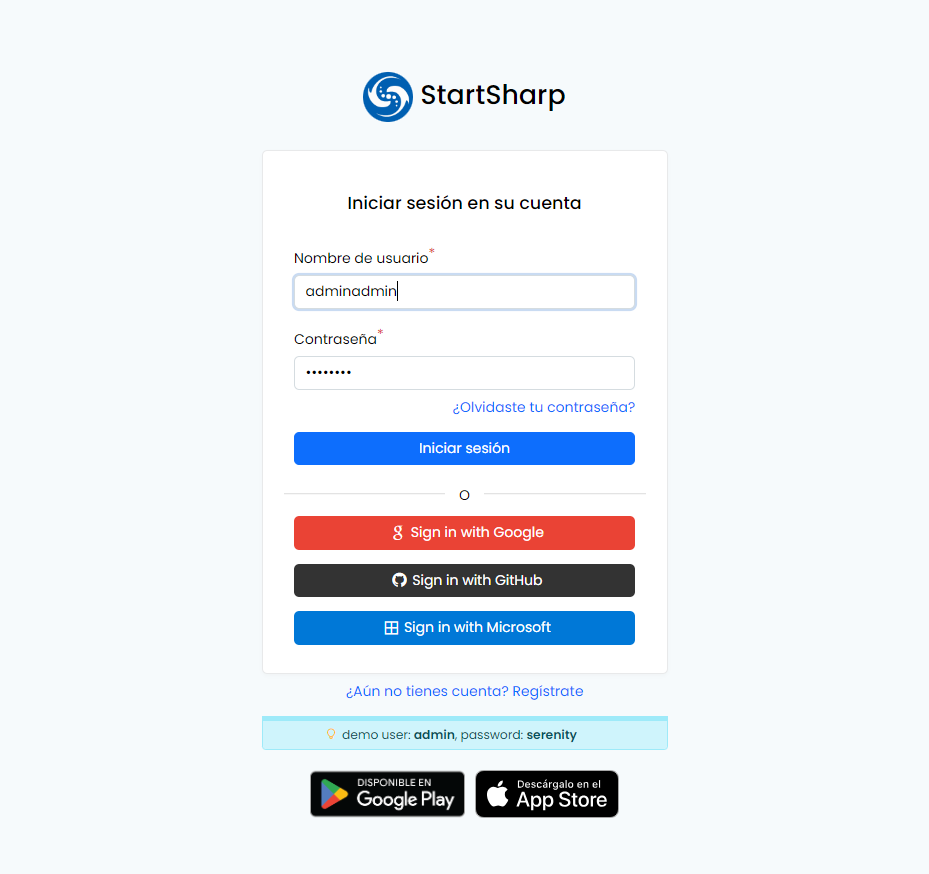 StartSharp
Iniciar sesión en su cuenta
Nombre de usuario*
adminadmin
Contraseña*
••••••••
¿Olvidaste tu contraseña?
Iniciar sesión
O
Sign in with Google
Sign in with GitHub
Sign in with Microsoft
¿Aún no tienes cuenta? Regístrate
demo user: admin, password: serenity
DISPONIBLE EN
Google Play
Descárgalo en el
App Store